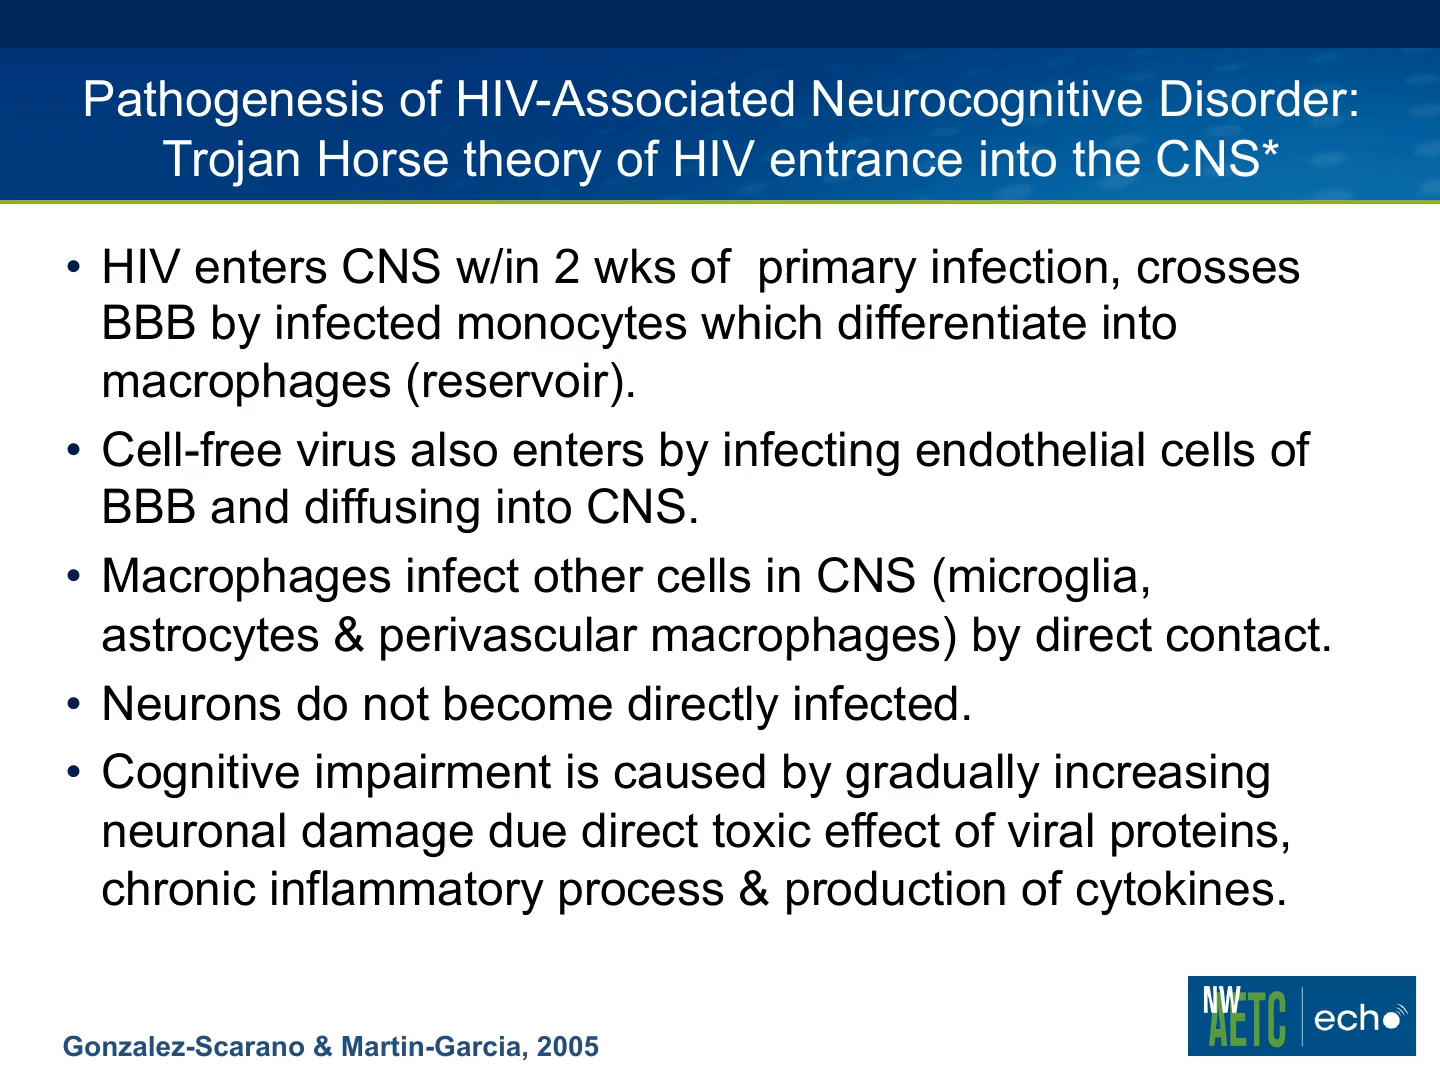 Pathogenesis of HIV-Associated Neurocognitive Disorder:
Trojan Horse theory of HIV entrance into the CNS*
• HIV enters CNS w/in 2 wks of  primary infection, crosses
BBB by infected monocytes which differentiate into
macrophages (reservoir).
• Cell-free virus also enters by infecting endothelial cells of
BBB and diffusing into CNS.
• Macrophages infect other cells in CNS (microglia,
astrocytes & perivascular macrophages) by direct contact.
• Neurons do not become directly infected.
• Cognitive impairment is caused by gradually increasing
neuronal damage due direct toxic effect of viral proteins,
chronic inflammatory process & production of cytokines.
NW
AETC
echo
Gonzalez-Scarano & Martin-Garcia, 2005